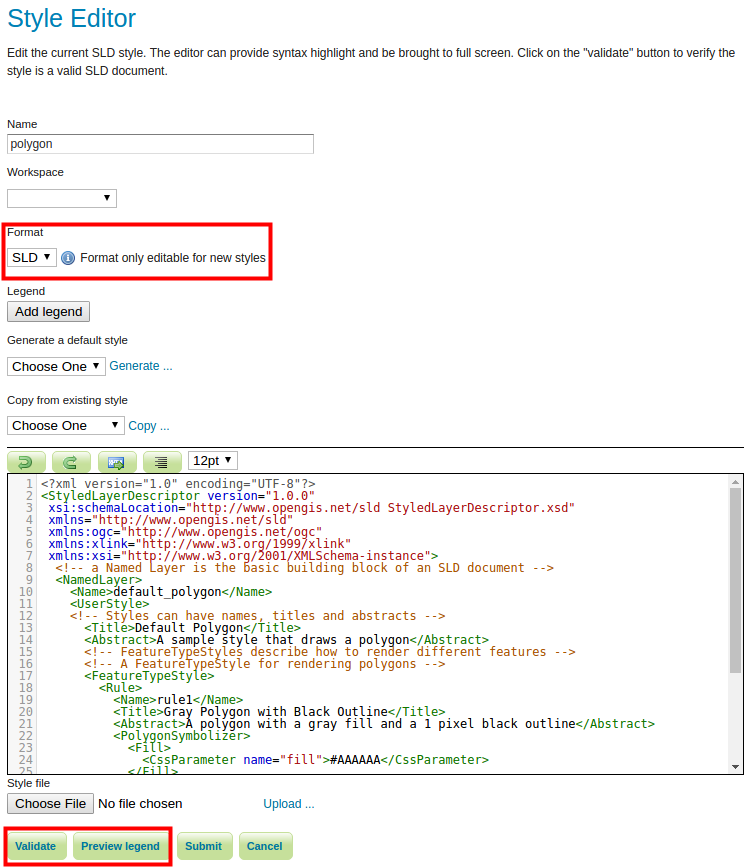 Style Editor
Edit the current SLD style. The editor can provide syntax highlight and be brought to full screen. Click on the "validate" button to verify the
style is a valid SLD document.
Name
polygon
Workspace
Format
SLD Format only editable for new styles
Legend
Add legend
Generate a default style
Choose One Generate ...
Copy from existing style
Choose One Copy ...
12pt
1 <?xml version="1.0" encoding="UTF-8"?>
2 <StyledLayerDescriptor version="1.0.0"
3 xsi:schemaLocation="http://www.opengis.net/sld StyledLayerDescriptor.xsd"
4 xmlns="http://www.opengis.net/sld"
5 xmlns:ogc="http://www.opengis.net/ogc"
6 xmlns:xlink="http://www.w3.org/1999/xlink"
7 xmlns:xsi="http://www.w3.org/2001/XMLSchema-instance">
8 <!-- a Named Layer is the basic building block of an SLD document -->
9 <NamedLayer>
10 <Name>default_polygon</Name>
11 <UserStyle>
12 <!-- Styles can have names, titles and abstracts -->
13 <Title>Default Polygon</Title>
14 <Abstract>A sample style that draws a polygon</Abstract>
15 <!-- FeatureTypeStyles describe how to render different features -->
16 <!-- A FeatureTypeStyle for rendering polygons -->
17 <FeatureTypeStyle>
18 <Rule>
19 <Name>rule1</Name>
20 <Title>Gray Polygon with Black Outline</Title>
21 <Abstract>A polygon with a gray fill and a 1 pixel black outline</Abstract>
22 <PolygonSymbolizer>
23 <Fill>
24 <CssParameter name="fill">#AAAAAA</CssParameter>
25 </Fill>
Style file
Choose File No file chosen Upload ...
Validate Preview legend Submit Cancel